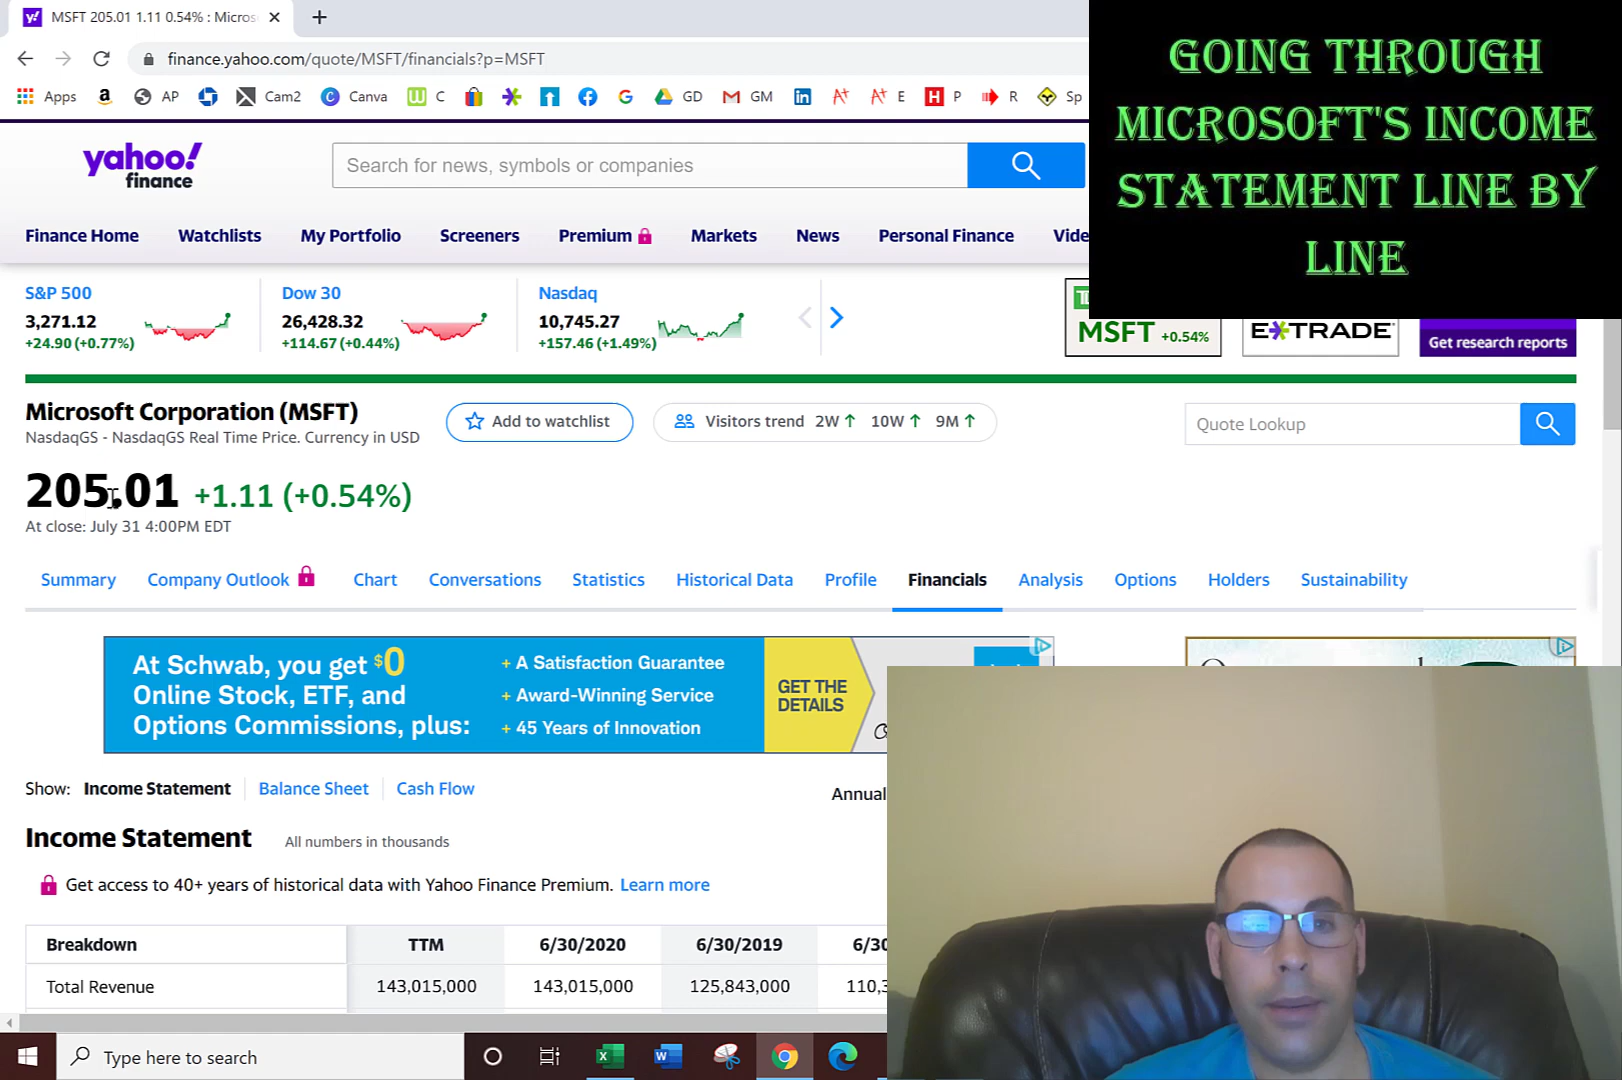 MSFT 205.01 1.11 0.54% : Micros
finance.yahoo.com/quote/MSFT/financials?p=MSFT
Apps AP Cam2 Canva C GD GM E P R Sp
GOING THROUGH
MICROSOFT'S INCOME
STATEMENT LINE BY
LINE
yahoo!
finance
Search for news, symbols or companies
Finance Home Watchlists My Portfolio Screeners Premium Markets News Personal Finance Vide
S&P 500
3,271.12
+24.90 (+0.77%)
Dow 30
26,428.32
+114.67 (+0.44%)
Nasdaq
10,745.27
+157.46 (+1.49%)
MSFT +0.54%
E*TRADE
Get research reports
Microsoft Corporation (MSFT)
NasdaqGS - NasdaqGS Real Time Price. Currency in USD
Add to watchlist
Visitors trend 2W↑ 10W↑ 9M↑
Quote Lookup
205.01 +1.11 (+0.54%)
At close: July 31 4:00PM EDT
Summary Company Outlook Chart Conversations Statistics Historical Data Profile Financials Analysis Options Holders Sustainability
At Schwab, you get $0
Online Stock, ETF, and
Options Commissions, plus:
+ A Satisfaction Guarantee
+ Award-Winning Service
+ 45 Years of Innovation
GET THE
DETAILS
Show: Income Statement Balance Sheet Cash Flow
Annual
Income Statement All numbers in thousands
Get access to 40+ years of historical data with Yahoo Finance Premium. Learn more
Breakdown TTM 6/30/2020 6/30/2019 6/30
Total Revenue 143,015,000 143,015,000 125,843,000 110,3
Type here to search